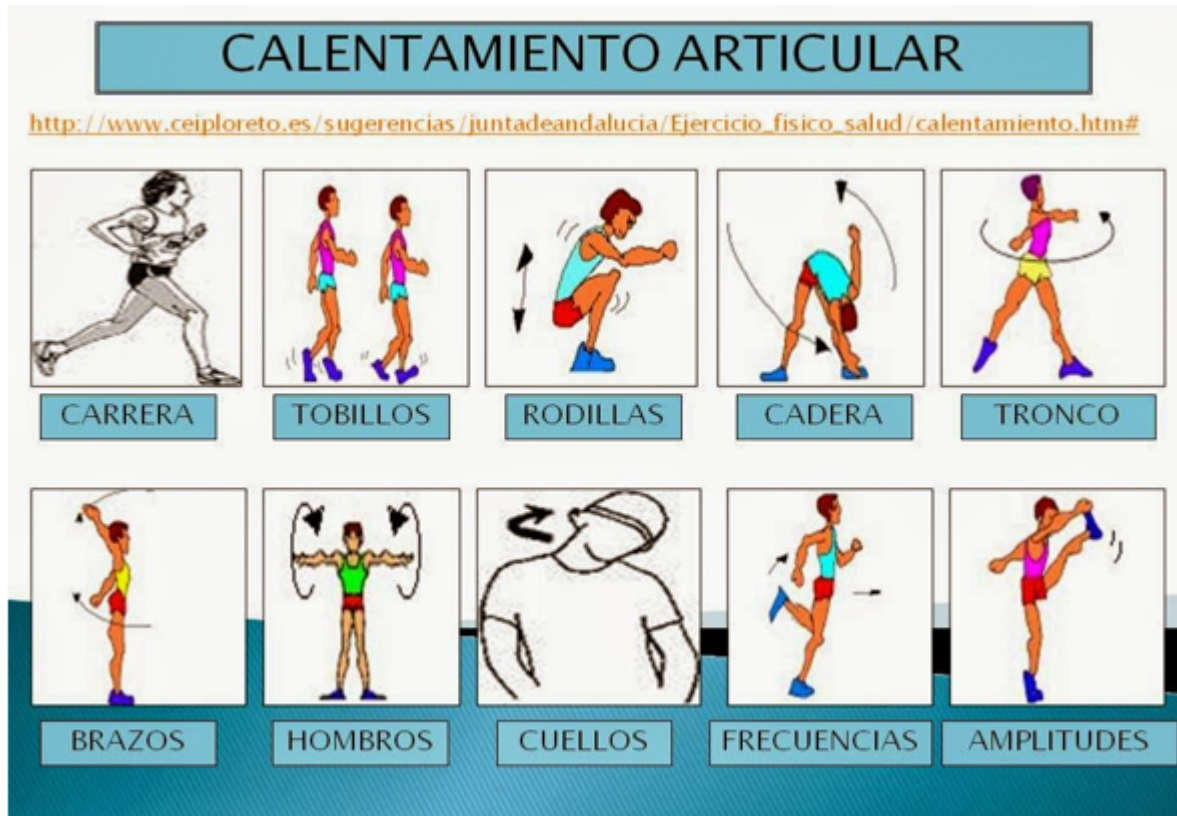 CALENTAMIENTO ARTICULAR
http://www.ceiploreto.es/sugerencias/juntadeandalucia/Ejercicio_fisico_salud/calentamiento.htm#
CARRERA
TOBILLOS
RODILLAS
CADERA
TRONCO
BRAZOS
HOMBROS
CUELLOS
FRECUENCIAS
AMPLITUDES